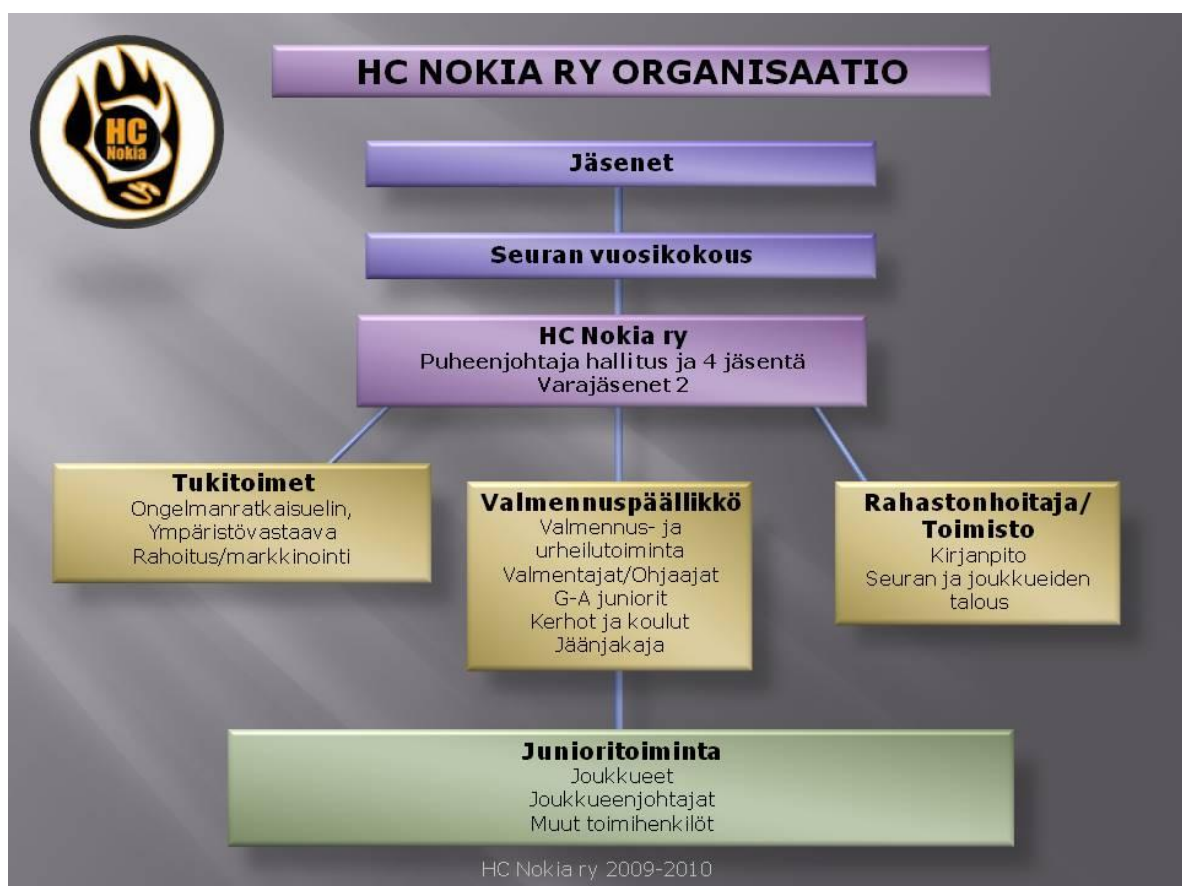 HC Nokia
HC NOKIA RY ORGANISAATIO
Jäsenet
Seuran vuosikokous
HC Nokia ry
Puheenjohtaja hallitus ja 4 jäsentä
Varajäsenet 2
Tukitoimet
Ongelmanratkaisuelin,
Ympäristövastaava
Rahoitus/markkinointi
Valmennuspäällikkö
Valmennus- ja
urheilutoiminta
Valmentajat/Ohjaajat
G-A juniorit
Kerhot ja koulut
Jäänjakaja
Rahastonhoitaja/
Toimisto
Kirjanpito
Seuran ja joukkueiden
talous
Junioritoiminta
Joukkueet
Joukkueenjohtajat
Muut toimihenkilöt
HC Nokia ry 2009-2010